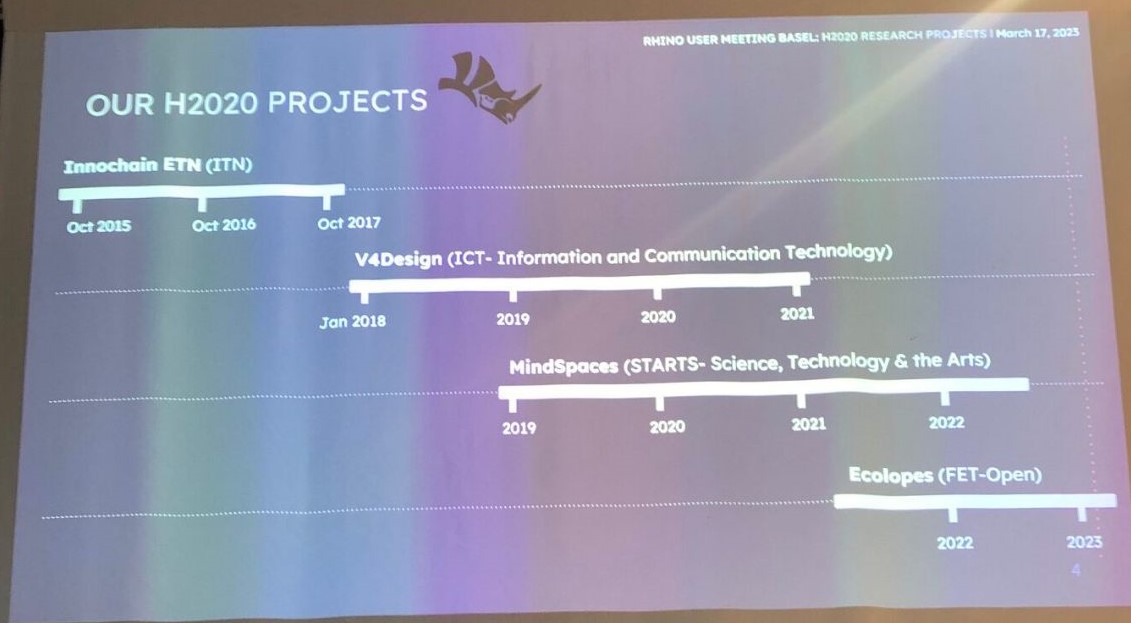 RHINO USER MEETING BASEL: H2020 RESEARCH PROJECTS | March 17, 2023
OUR H2020 PROJECTS
Innochain ETN (ITN)
Oct 2015 Oct 2016 Oct 2017
V4Design (ICT- Information and Communication Technology)
Jan 2018 2019 2020 2021
MindSpaces (STARTS- Science, Technology & the Arts)
2019 2020 2021 2022
Ecolopes (FET-Open)
2022 2023
4